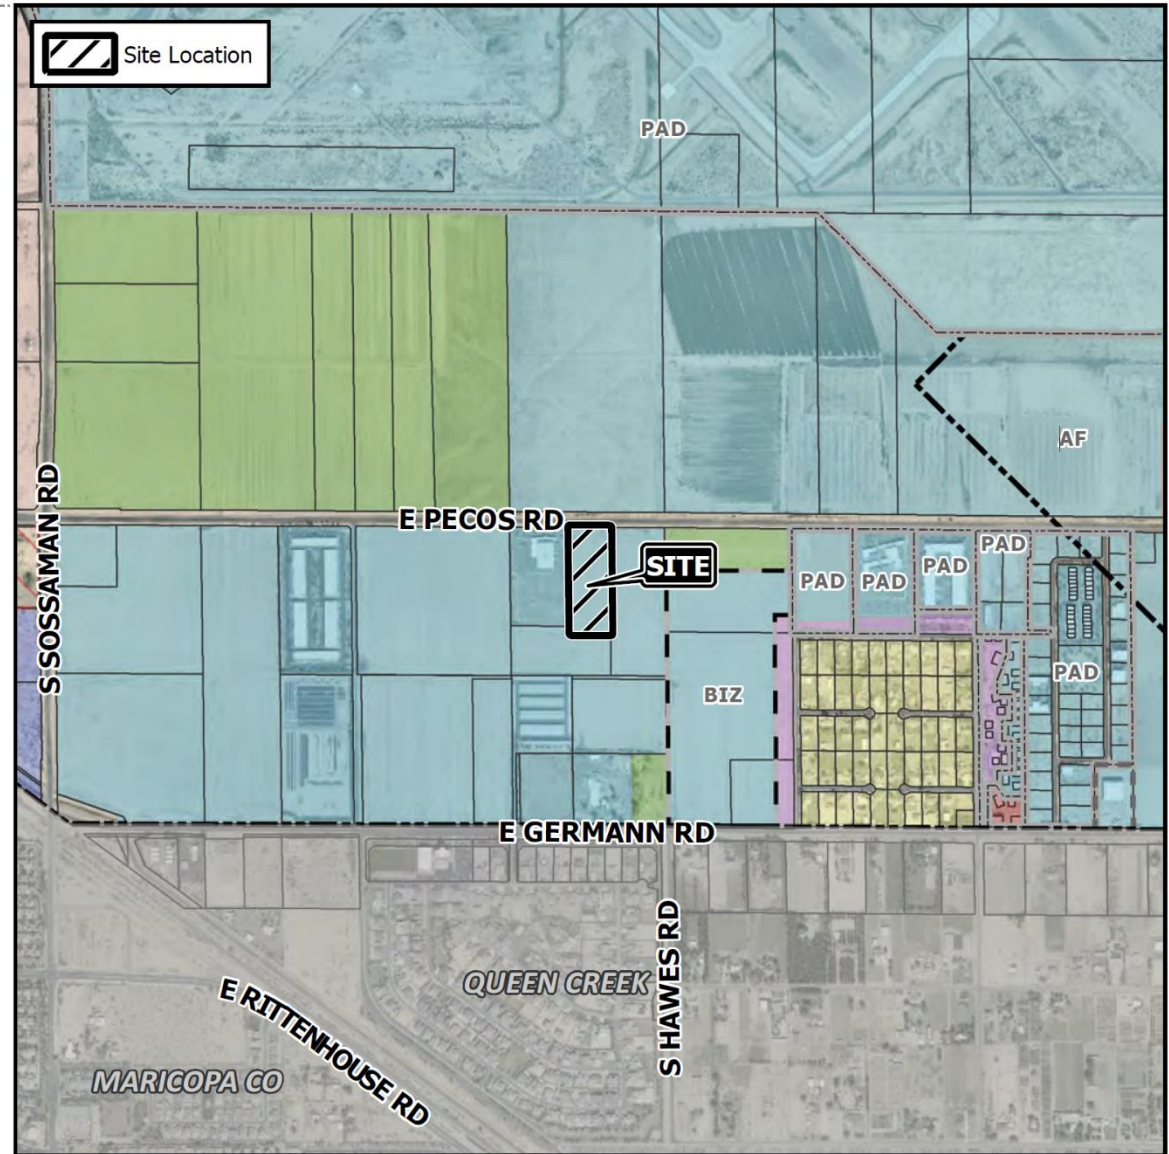 Site Location
PAD
AF
E PECOS RD
S SOSSAMAN RD
SITE
PAD
PAD
PAD
PAD
PAD
BIZ
E GERMANN RD
S HAWES RD
QUEEN CREEK
E RITTENHOUSE RD
MARICOPA CO